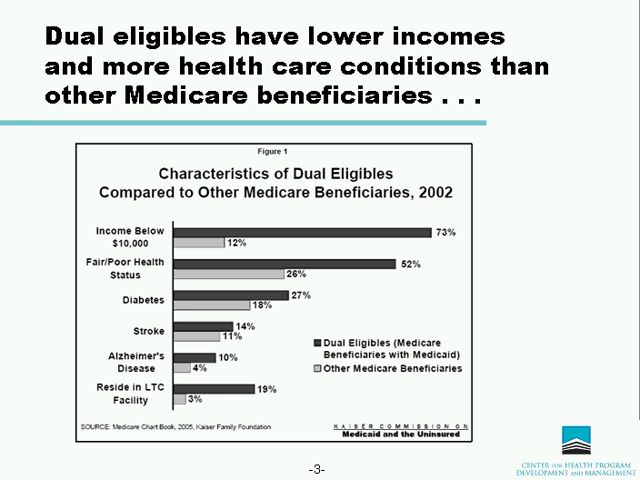 Dual eligibles have lower incomes
and more health care conditions than
other Medicare beneficiaries . . .
Figure 1
Characteristics of Dual Eligibles
Compared to Other Medicare Beneficiaries, 2002
Income Below
$10,000
73%
12%
Fair/Poor Health
Status
52%
26%
Diabetes
27%
18%
Stroke
14%
11%
Alzheimer's
Disease
10%
4%
Reside in LTC
Facility
19%
3%
Dual Eligibles (Medicare
Beneficiaries with Medicaid)
Other Medicare Beneficiaries
SOURCE: Medicare Chart Book, 2005, Kaiser Family Foundation
KAISER COMMISSION ON
Medicaid and the Uninsured
-3-
CENTER FOR HEALTH PROGRAM
DEVELOPMENT AND MANAGEMENT